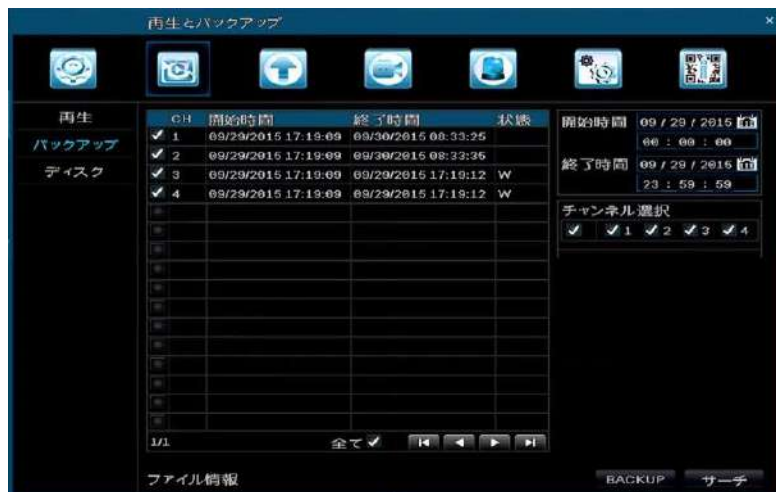 再生とバックアップ
×
再生
バックアップ
ディスク
CH 開始時間 終了時間 状態
1 09/29/2015 17:19:09 09/30/2015 08:33:25
2 09/29/2015 17:19:09 09/30/2015 08:33:36
3 09/29/2015 17:19:09 09/29/2015 17:19:12 W
4 09/29/2015 17:19:09 09/29/2015 17:19:12 W
1/1 全て
ファイル情報
開始時間 09 / 29 / 2015
00 : 00 : 00
終了時間 09 / 29 / 2015
23 : 59 : 59
チャンネル選択
1 2 3 4
BACKUP サーチ